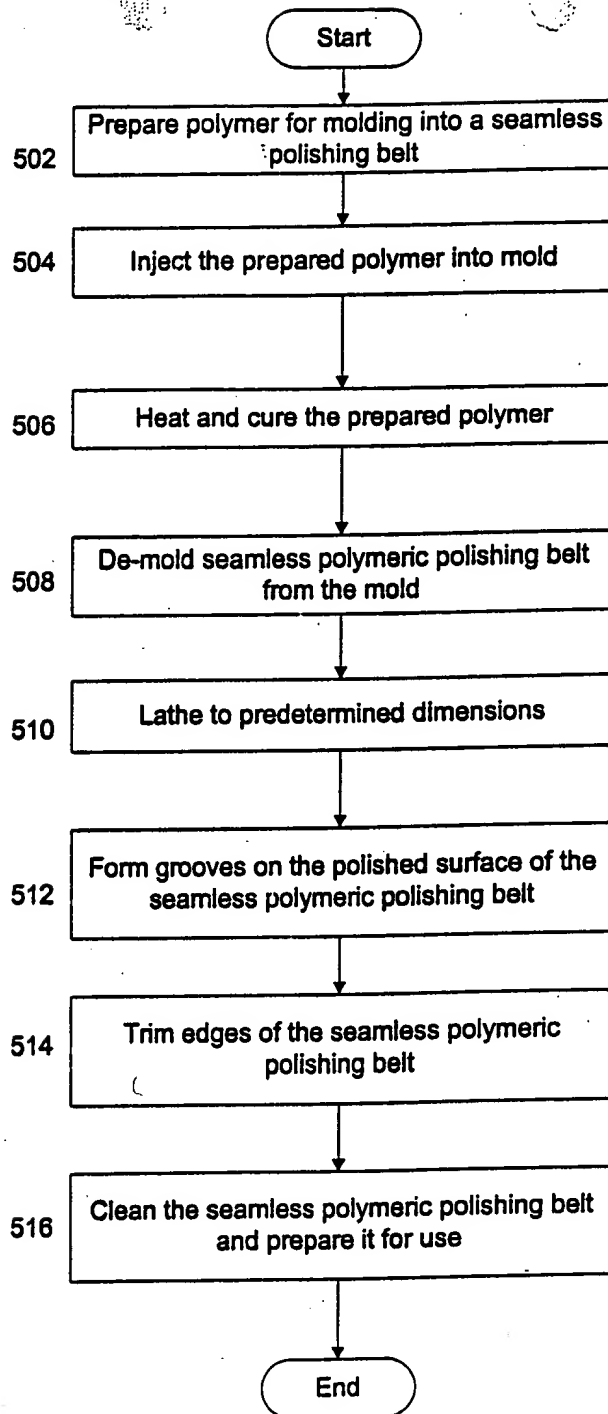 Start
502
Prepare polymer for molding into a seamless
polishing belt
504
Inject the prepared polymer into mold
506
Heat and cure the prepared polymer
508
De-mold seamless polymeric polishing belt
from the mold
510
Lathe to predetermined dimensions
512
Form grooves on the polished surface of the
seamless polymeric polishing belt
514
Trim edges of the seamless polymeric
polishing belt
516
Clean the seamless polymeric polishing belt
and prepare it for use
End